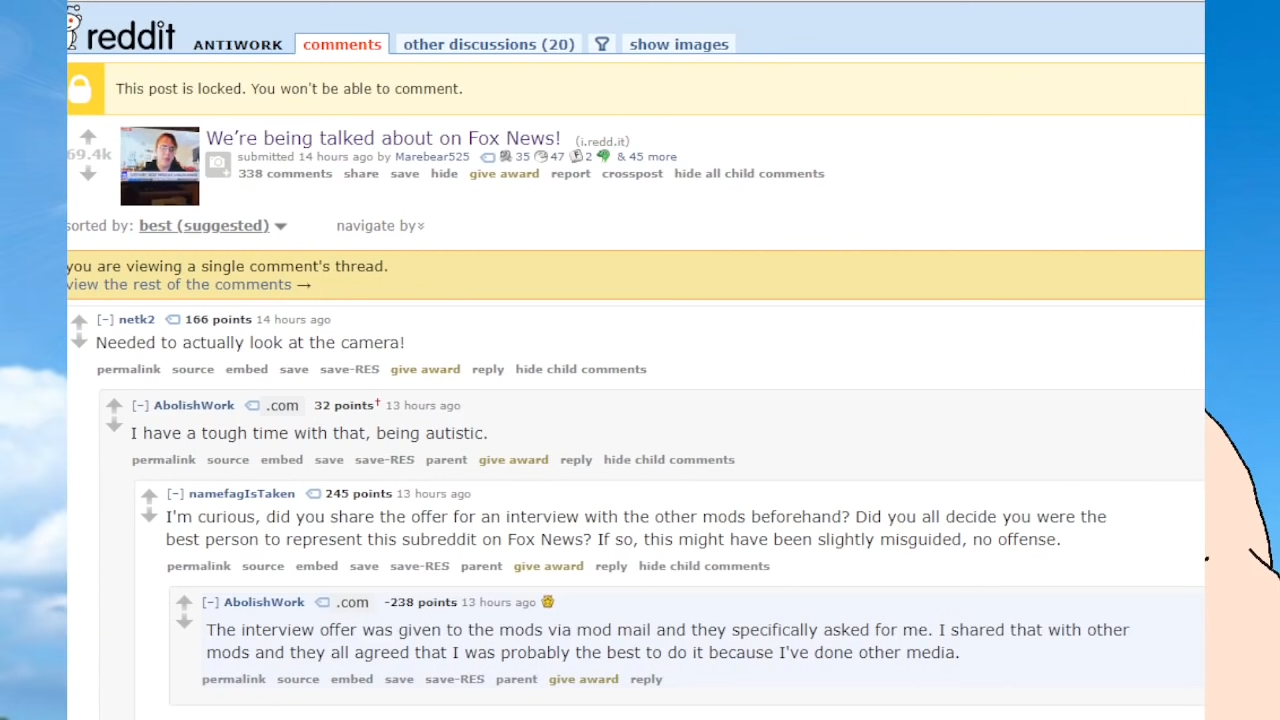 reddit ANTIWORK comments other discussions (20) show images
This post is locked. You won't be able to comment.
We're being talked about on Fox News! (i.redd.it)
69.4k submitted 14 hours ago by Marebear525 35 47 2 & 45 more
338 comments share save hide give award report crosspost hide all child comments
sorted by: best (suggested) navigate by
you are viewing a single comment's thread.
view the rest of the comments →
[–] netk2 166 points 14 hours ago
Needed to actually look at the camera!
permalink source embed save save-RES give award reply hide child comments
[–] AbolishWork .com 32 points† 13 hours ago
I have a tough time with that, being autistic.
permalink source embed save save-RES parent give award reply hide child comments
[–] namefagIsTaken 245 points 13 hours ago
I'm curious, did you share the offer for an interview with the other mods beforehand? Did you all decide you were the
best person to represent this subreddit on Fox News? If so, this might have been slightly misguided, no offense.
permalink source embed save save-RES parent give award reply hide child comments
[–] AbolishWork .com -238 points 13 hours ago
The interview offer was given to the mods via mod mail and they specifically asked for me. I shared that with other
mods and they all agreed that I was probably the best to do it because I've done other media.
permalink source embed save save-RES parent give award reply